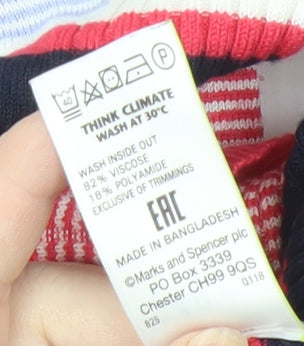 40 P
THINK CLIMATE
WASH AT 30°C
WASH INSIDE OUT
82% VISCOSE
18% POLYAMIDE
EXCLUSIVE OF TRIMMINGS
EAC
MADE IN BANGLADESH
©Marks and Spencer plc
PO Box 3339
Chester CH99 9QS
825 0118